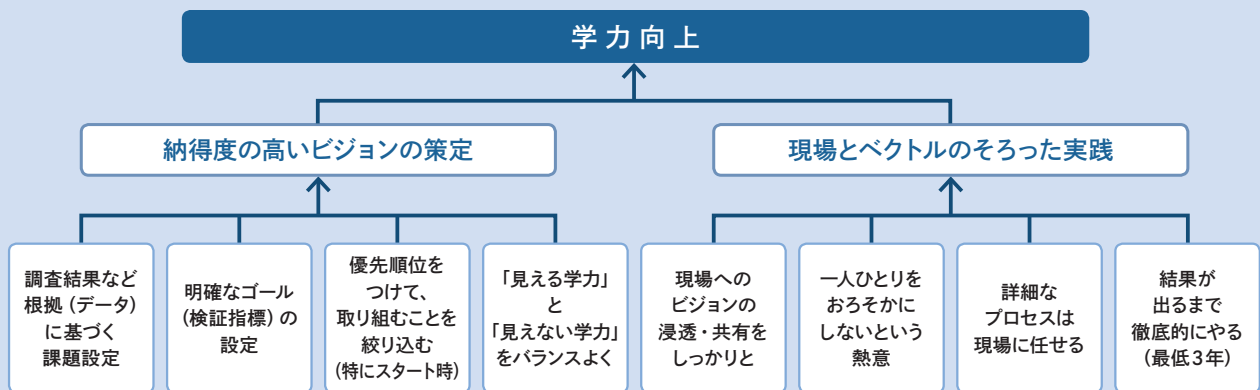 学力向上
納得度の高いビジョンの策定
現場とベクトルのそろった実践
調査結果など
根拠（データ）
に基づく
課題設定
明確なゴール
（検証指標）の
設定
優先順位を
つけて、
取り組むことを
絞り込む
（特にスタート時）
「見える学力」
と
「見えない学力」
をバランスよく
現場への
ビジョンの
浸透・共有を
しっかりと
一人ひとりを
おろそかに
しないという
熱意
詳細な
プロセスは
現場に任せる
結果が
出るまで
徹底的にやる
（最低3年）